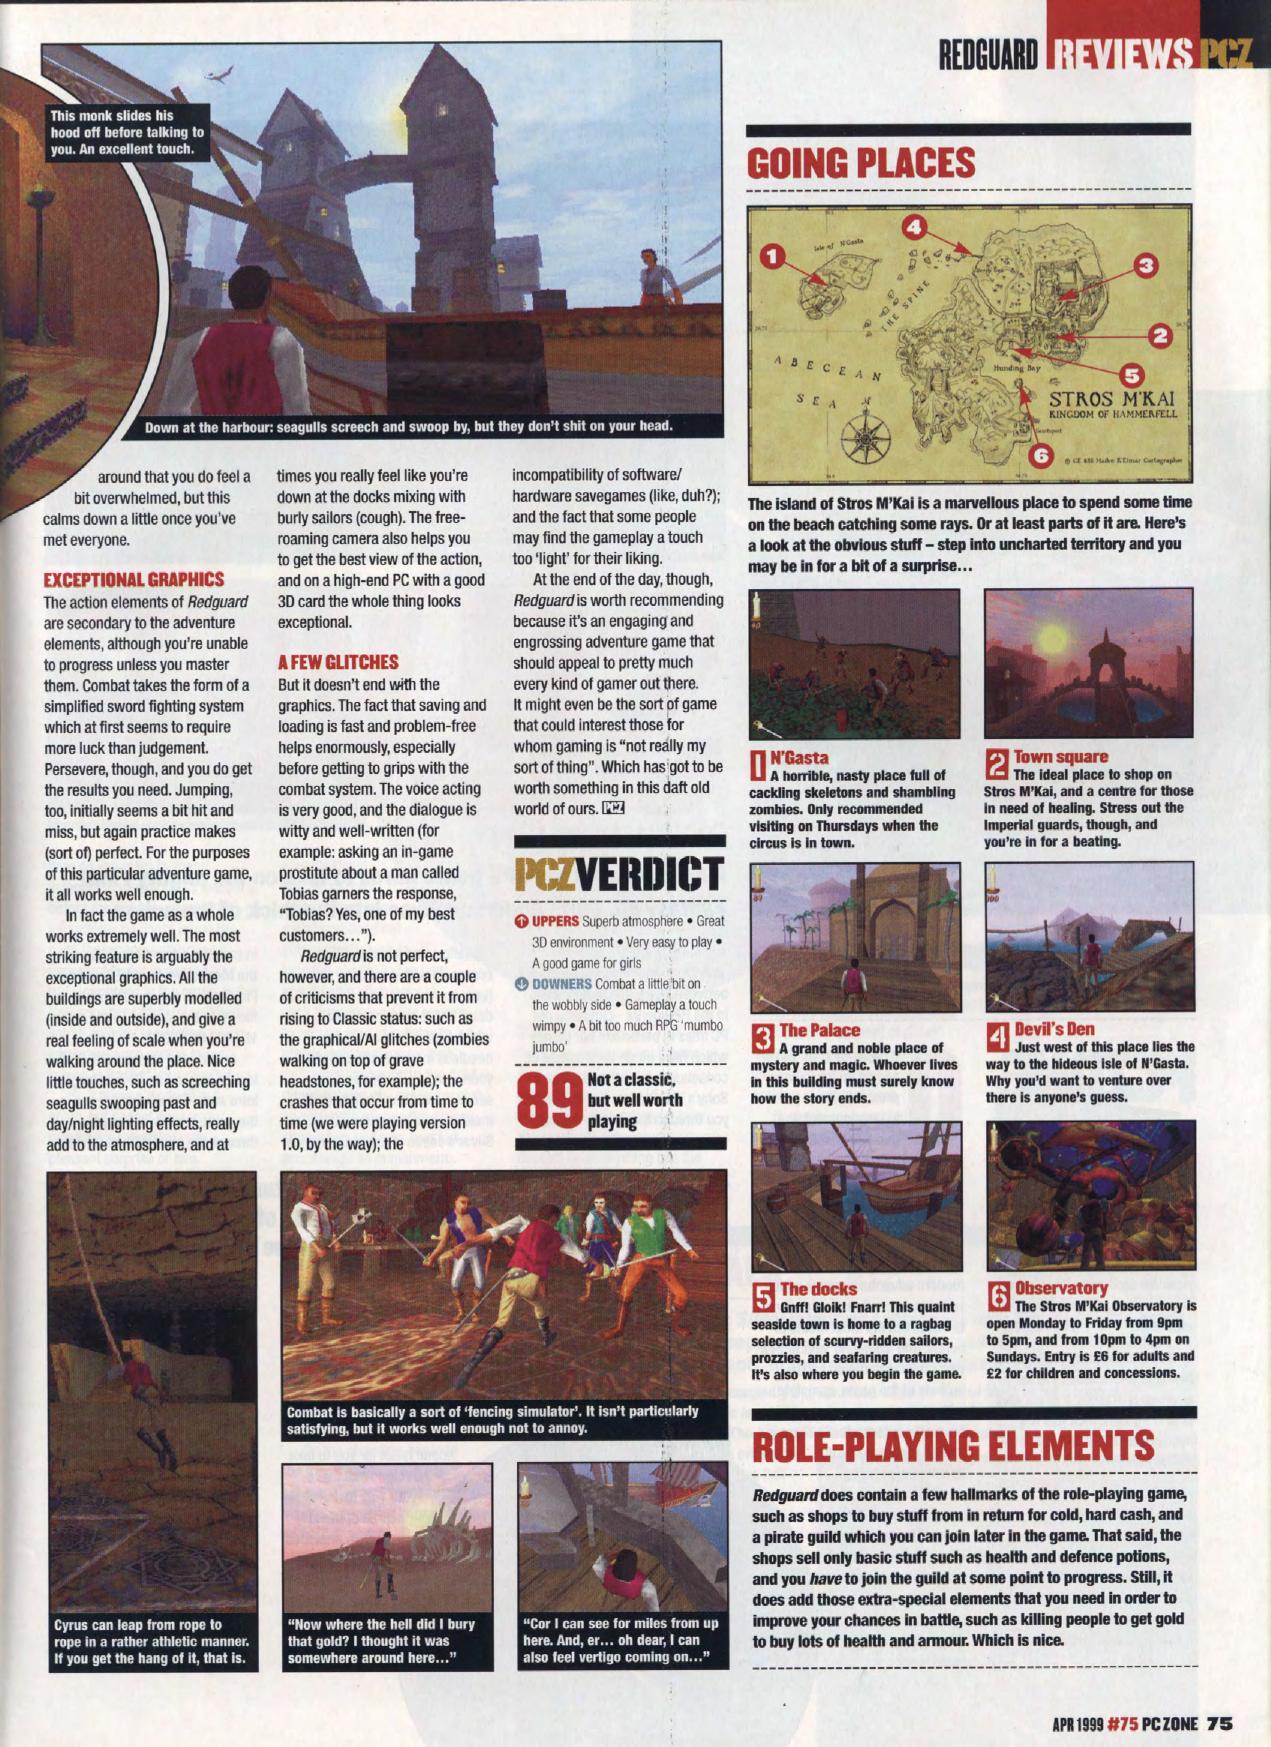 REDGUARD REVIEWS PCZ
This monk slides his
hood off before talking to
you. An excellent touch.
Down at the harbour: seagulls screech and swoop by, but they don't shit on your head.
around that you do feel a
bit overwhelmed, but this
calms down a little once you've
met everyone.
EXCEPTIONAL GRAPHICS
The action elements of Redguard
are secondary to the adventure
elements, although you're unable
to progress unless you master
them. Combat takes the form of a
simplified sword fighting system
which at first seems to require
more luck than judgement.
Persevere, though, and you do get
the results you need. Jumping,
too, initially seems a bit hit and
miss, but again practice makes
(sort of) perfect. For the purposes
of this particular adventure game,
it all works well enough.
In fact the game as a whole
works extremely well. The most
striking feature is arguably the
exceptional graphics. All the
buildings are superbly modelled
(inside and outside), and give a
real feeling of scale when you're
walking around the place. Nice
little touches, such as screeching
seagulls swooping past and
day/night lighting effects, really
add to the atmosphere, and at
times you really feel like you're
down at the docks mixing with
burly sailors (cough). The free-
roaming camera also helps you
to get the best view of the action,
and on a high-end PC with a good
3D card the whole thing looks
exceptional.
A FEW GLITCHES
But it doesn't end with the
graphics. The fact that saving and
loading is fast and problem-free
helps enormously, especially
before getting to grips with the
combat system. The voice acting
is very good, and the dialogue is
witty and well-written (for
example: asking an in-game
prostitute about a man called
Tobias garners the response,
"Tobias? Yes, one of my best
customers...").
Redguard is not perfect,
however, and there are a couple
of criticisms that prevent it from
rising to Classic status: such as
the graphical/AI glitches (zombies
walking on top of grave
headstones, for example); the
crashes that occur from time to
time (we were playing version
1.0, by the way); the
incompatibility of software/
hardware savegames (like, duh?);
and the fact that some people
may find the gameplay a touch
too 'light' for their liking.
At the end of the day, though,
Redguard is worth recommending
because it's an engaging and
engrossing adventure game that
should appeal to pretty much
every kind of gamer out there.
It might even be the sort of game
that could interest those for
whom gaming is "not really my
sort of thing". Which has got to be
worth something in this daft old
world of ours. PCZ
PCZVERDICT
UPPERS Superb atmosphere • Great
3D environment • Very easy to play •
A good game for girls
DOWNERS Combat a little bit on
the wobbly side • Gameplay a touch
wimpy • A bit too much RPG 'mumbo
jumbo'
89 Not a classic,
but well worth
playing
Cyrus can leap from rope to
rope in a rather athletic manner.
If you get the hang of it, that is.
Combat is basically a sort of 'fencing simulator'. It isn't particularly
satisfying, but it works well enough not to annoy.
"Now where the hell did I bury
that gold? I thought it was
somewhere around here..."
"Cor I can see for miles from up
here. And, er... oh dear, I can
also feel vertigo coming on..."
GOING PLACES
Isle of N'Gasta
THE SPINE
ABECEAN
SEA
Hunding Bay
STROS M'KAI
KINGDOM OF HAMMERFELL
1
4
3
2
5
6
The island of Stros M'Kai is a marvellous place to spend some time
on the beach catching some rays. Or at least parts of it are. Here's
a look at the obvious stuff – step into uncharted territory and you
may be in for a bit of a surprise...
1 N'Gasta
A horrible, nasty place full of
cackling skeletons and shambling
zombies. Only recommended
visiting on Thursdays when the
circus is in town.
2 Town square
The ideal place to shop on
Stros M'Kai, and a centre for those
in need of healing. Stress out the
Imperial guards, though, and
you're in for a beating.
3 The Palace
A grand and noble place of
mystery and magic. Whoever lives
in this building must surely know
how the story ends.
4 Devil's Den
Just west of this place lies the
way to the hideous isle of N'Gasta.
Why you'd want to venture over
there is anyone's guess.
5 The docks
Gnff! Gloik! Fnarr! This quaint
seaside town is home to a ragbag
selection of scurvy-ridden sailors,
prozzies, and seafaring creatures.
It's also where you begin the game.
6 Observatory
The Stros M'Kai Observatory is
open Monday to Friday from 9pm
to 5pm, and from 10pm to 4pm on
Sundays. Entry is £6 for adults and
£2 for children and concessions.
ROLE-PLAYING ELEMENTS
Redguard does contain a few hallmarks of the role-playing game,
such as shops to buy stuff from in return for cold, hard cash, and
a pirate guild which you can join later in the game. That said, the
shops sell only basic stuff such as health and defence potions,
and you have to join the guild at some point to progress. Still, it
does add those extra-special elements that you need in order to
improve your chances in battle, such as killing people to get gold
to buy lots of health and armour. Which is nice.
APR 1999 #75 PC ZONE 75